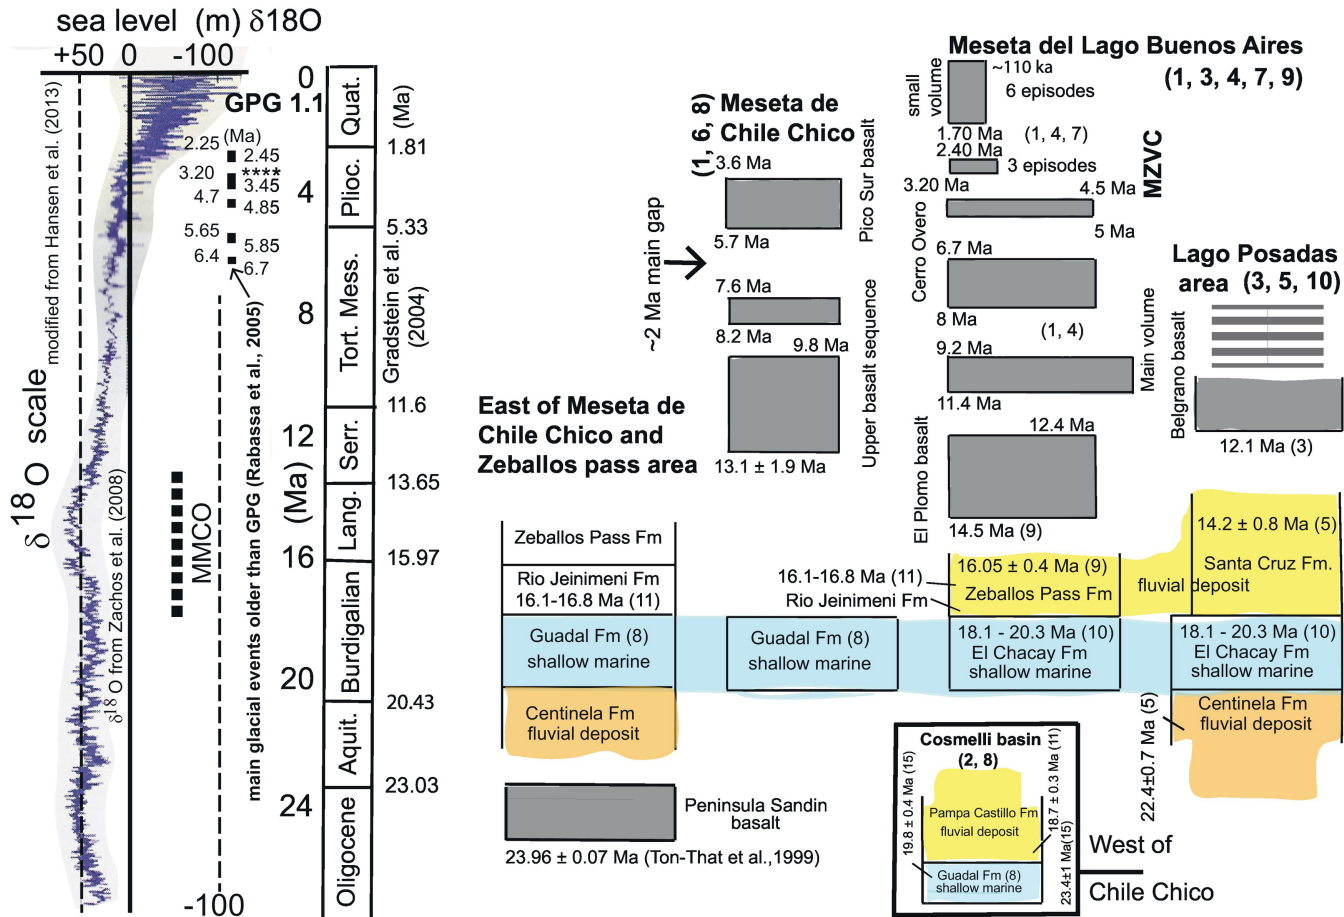 sea level (m) δ18O
+50 0 -100
modified from Hansen et al. (2013)
δ 18O scale
δ18 O from Zachos et al. (2008)
GPG 1.1
(Ma)
2.25
2.45
3.20
****
3.45
4.7
4.85
5.65
5.85
6.4
6.7
MMCO
main glacial events older than GPG (Rabassa et al., 2005)
-100
0
4
8
12
(Ma)
16
20
24
Quat.
Plioc.
Tort. Mess.
Serr.
Lang.
Burdigalian
Aquit.
Oligocene
(Ma)
1.81
5.33
Gradstein et al.
(2004)
11.6
13.65
15.97
20.43
23.03
East of Meseta de
Chile Chico and
Zeballos pass area
Zeballos Pass Fm
Rio Jeinimeni Fm
16.1-16.8 Ma (11)
Guadal Fm (8)
shallow marine
Centinela Fm
fluvial deposit
Peninsula Sandin
basalt
23.96 ± 0.07 Ma (Ton-That et al.,1999)
Meseta de
Chile Chico
(1, 6, 8)
3.6 Ma
5.7 Ma
Pico Sur basalt
~2 Ma main gap
7.6 Ma
8.2 Ma
9.8 Ma
13.1 ± 1.9 Ma
Upper basalt sequence
Guadal Fm (8)
shallow marine
Meseta del Lago Buenos Aires
(1, 3, 4, 7, 9)
small
volume
~110 ka
6 episodes
1.70 Ma
(1, 4, 7)
2.40 Ma
3 episodes
MZVC
3.20 Ma
4.5 Ma
5 Ma
Cerro Overo
6.7 Ma
8 Ma
(1, 4)
9.2 Ma
11.4 Ma
Main volume
El Plomo basalt
12.4 Ma
14.5 Ma (9)
16.1-16.8 Ma (11)
Rio Jeinimeni Fm
16.05 ± 0.4 Ma (9)
Zeballos Pass Fm
fluvial deposit
18.1 - 20.3 Ma (10)
El Chacay Fm
shallow marine
Lago Posadas
area (3, 5, 10)
Belgrano basalt
12.1 Ma (3)
14.2 ± 0.8 Ma (5)
Santa Cruz Fm.
18.1 - 20.3 Ma (10)
El Chacay Fm
shallow marine
Centinela Fm
fluvial deposit
22.4±0.7 Ma (5)
Cosmelli basin
(2, 8)
19.8 ± 0.4 Ma (15)
Pampa Castillo Fm
fluvial deposit
18.7 ± 0.3 Ma (11)
23.4±1 Ma(15)
Guadal Fm (8)
shallow marine
West of
Chile Chico